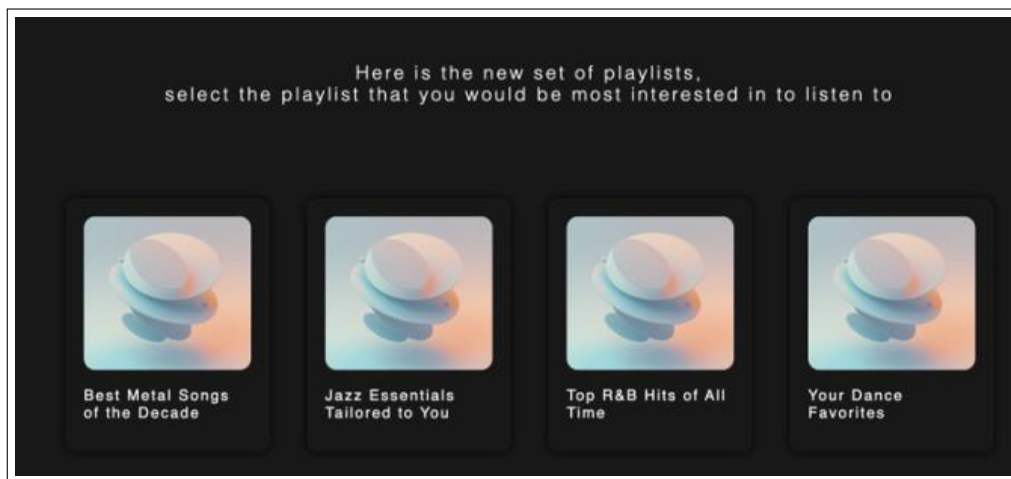 Here is the new set of playlists,
select the playlist that you would be most interested in to listen to
Best Metal Songs
of the Decade
Jazz Essentials
Tailored to You
Top R&B Hits of All
Time
Your Dance
Favorites